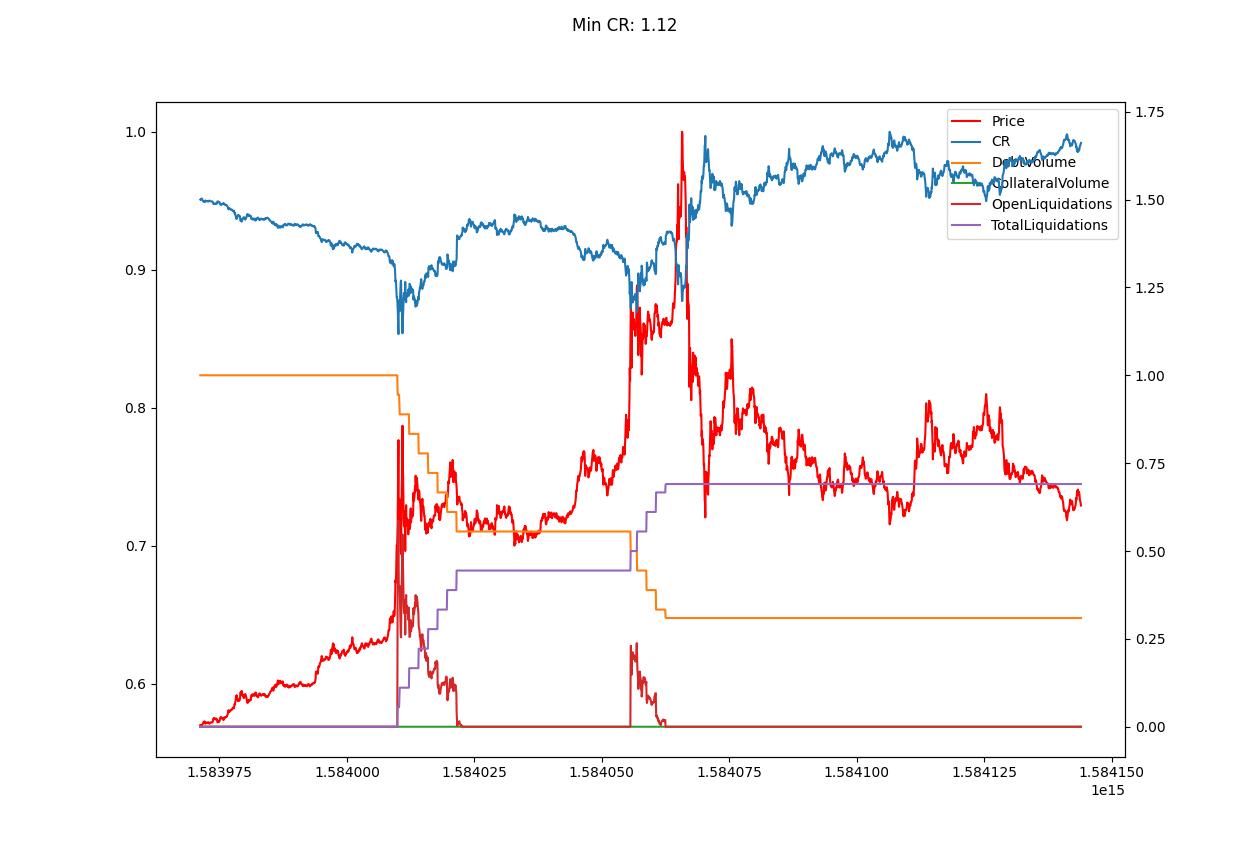 Min CR: 1.12
1.0
0.9
0.8
0.7
0.6
1.75
1.50
1.25
1.00
0.75
0.50
0.25
0.00
Price
CR
DebtVolume
CollateralVolume
OpenLiquidations
TotalLiquidations
1.583975 1.584000 1.584025 1.584050 1.584075 1.584100 1.584125 1.584150
1e15